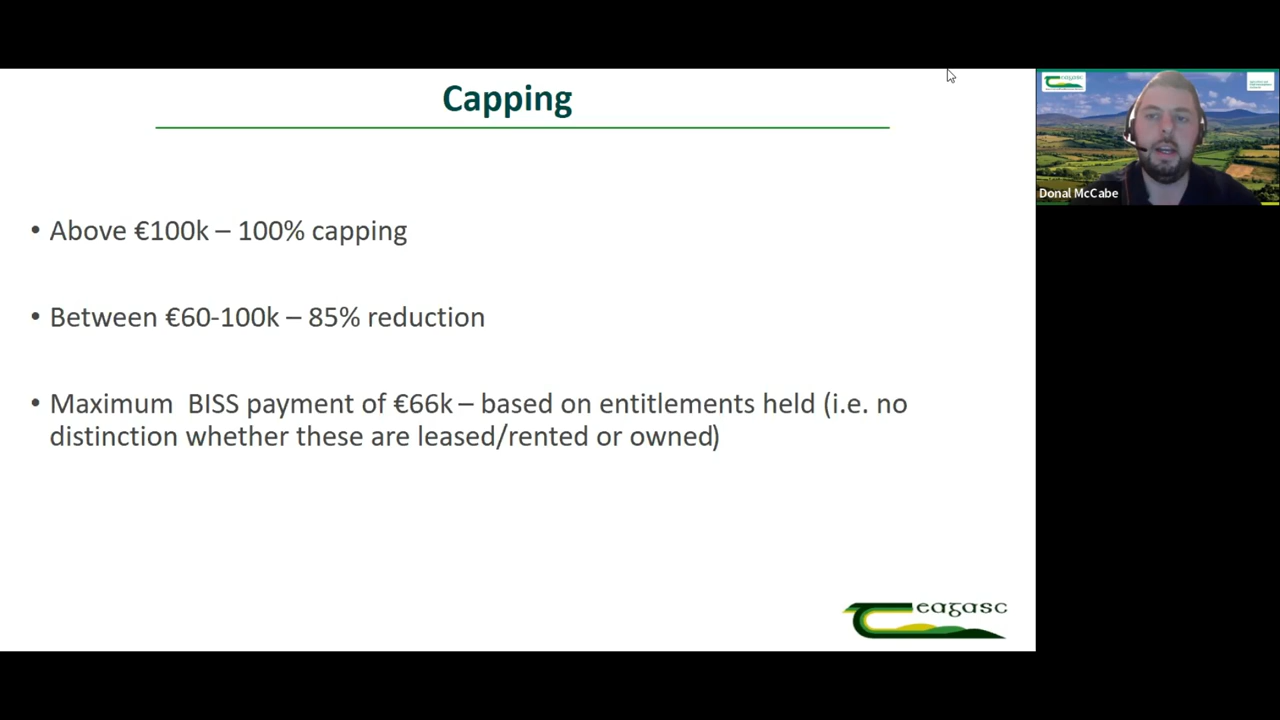 Capping
• Above €100k – 100% capping
• Between €60-100k – 85% reduction
• Maximum  BISS payment of €66k – based on entitlements held (i.e. no
distinction whether these are leased/rented or owned)
eagasc
Teagasc
Donal McCabe